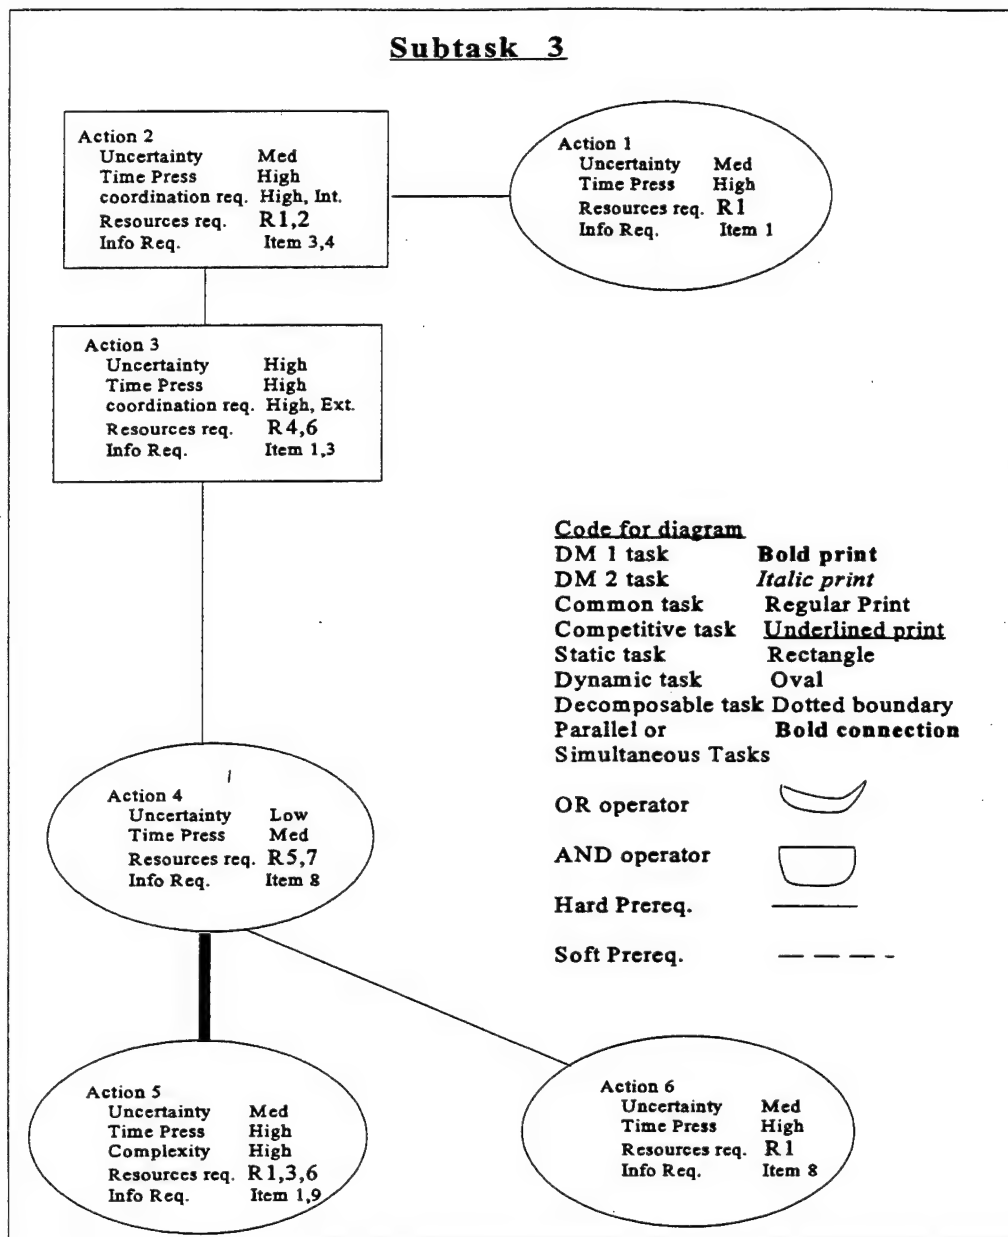 Subtask 3
Action 2
Uncertainty Med
Time Press High
coordination req. High, Int.
Resources req. R1,2
Info Req. Item 3,4
Action 1
Uncertainty Med
Time Press High
Resources req. R1
Info Req. Item 1
Action 3
Uncertainty High
Time Press High
coordination req. High, Ext.
Resources req. R4,6
Info Req. Item 1,3
Code for diagram
DM 1 task Bold print
DM 2 task Italic print
Common task Regular Print
Competitive task Underlined print
Static task Rectangle
Dynamic task Oval
Decomposable task Dotted boundary
Parallel or Bold connection
Simultaneous Tasks
OR operator
AND operator
Hard Prereq.
Soft Prereq.
Action 4
Uncertainty Low
Time Press Med
Resources req. R5,7
Info Req. Item 8
Action 5
Uncertainty Med
Time Press High
Complexity High
Resources req. R1,3,6
Info Req. Item 1,9
Action 6
Uncertainty Med
Time Press High
Resources req. R1
Info Req. Item 8